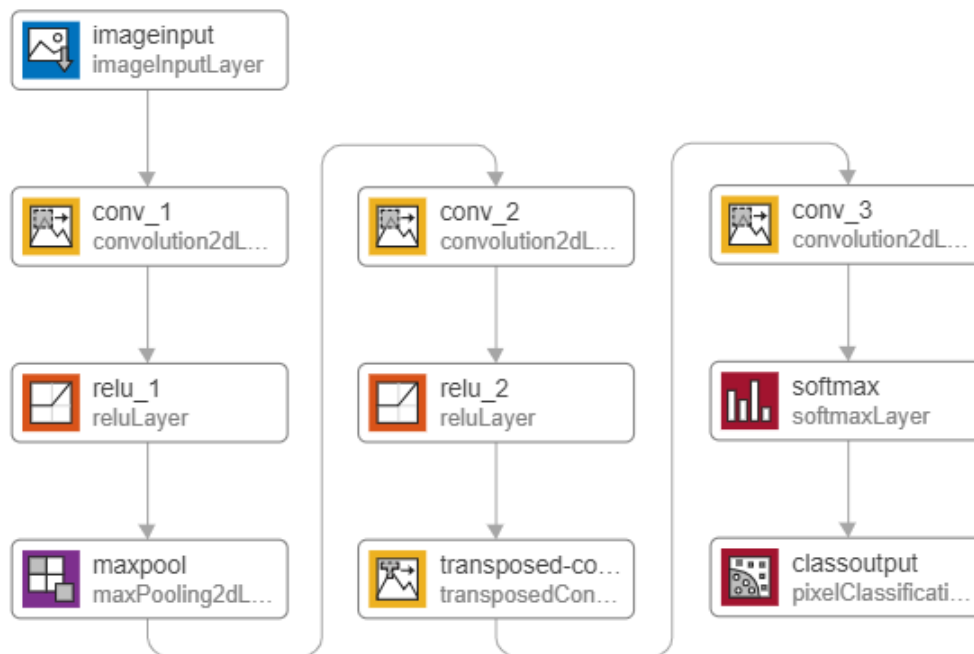 imageinput
imageInputLayer
conv_1
convolution2dL...
relu_1
reluLayer
maxpool
maxPooling2dL...
conv_2
convolution2dL...
relu_2
reluLayer
transposed-co...
transposedCon...
conv_3
convolution2dL...
softmax
softmaxLayer
classoutput
pixelClassificati...